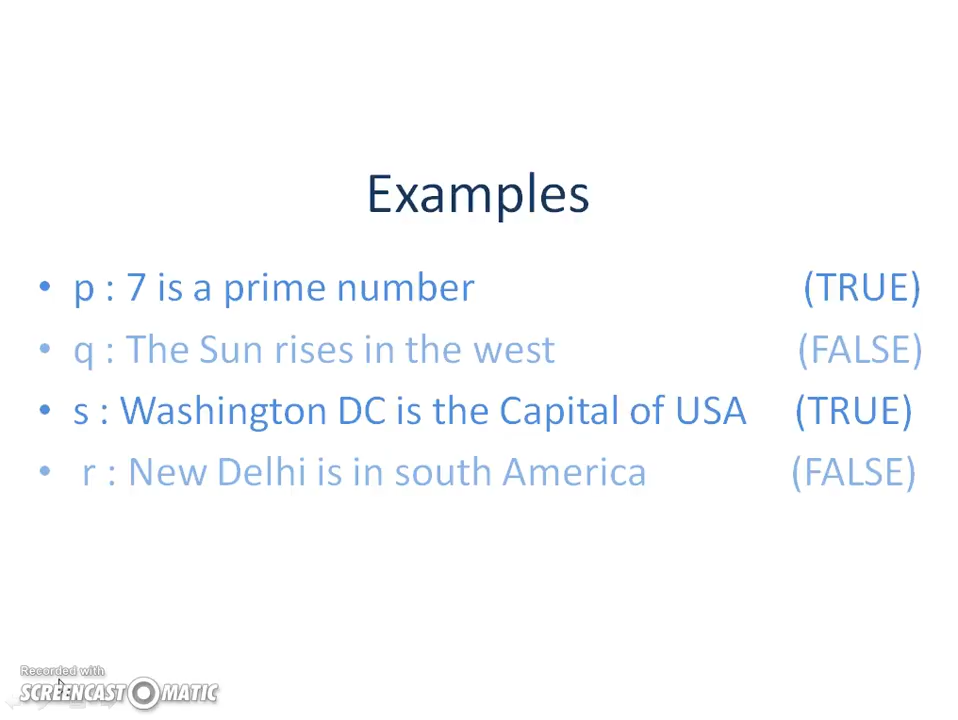 Examples
• p : 7 is a prime number (TRUE)
• q : The Sun rises in the west (FALSE)
• s : Washington DC is the Capital of USA (TRUE)
• r : New Delhi is in south America (FALSE)
Recorded with
SCREENCAST MATIC